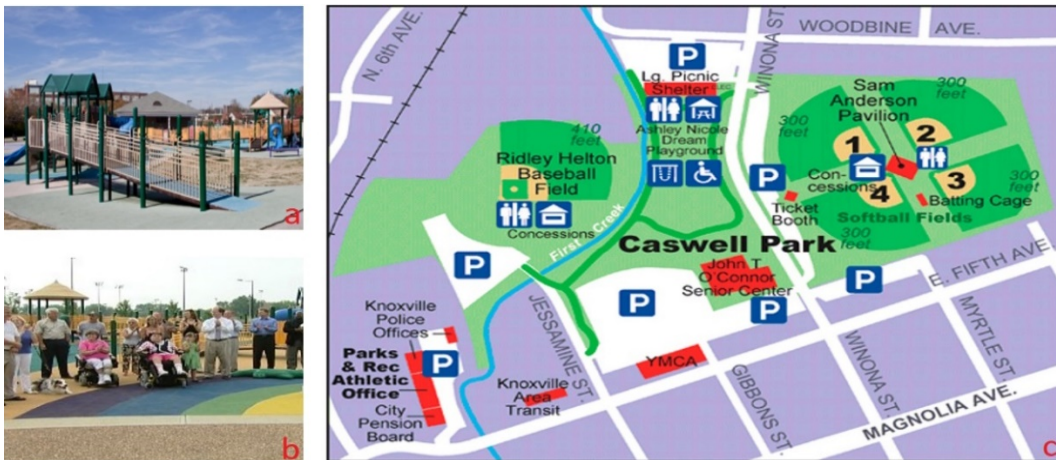 a
b
N. 6th AVE.
WOODBINE AVE.
WINONA ST.
P
Lg. Picnic
Shelter
Ashley Nicole
Dream
Playground
410
feet
Ridley Helton
Baseball
Field
Concessions
First Creek
300
feet
Sam
Anderson
Pavilion
300
feet
1
2
Con-
cessions
4
3
300
feet
Batting Cage
P
Ticket
Booth
Softball Fields
300
feet
Caswell Park
P
John T.
O'Connor
Senior Center
P
P
P
E. FIFTH AVE.
Knoxville
Police
Offices
P
Parks
& Rec
Athletic
Office
City
Pension
Board
JESSAMINE ST.
Knoxville
Area
Transit
YMCA
GIBBONS ST.
WINONA ST.
MYRTLE ST.
MAGNOLIA AVE.
c